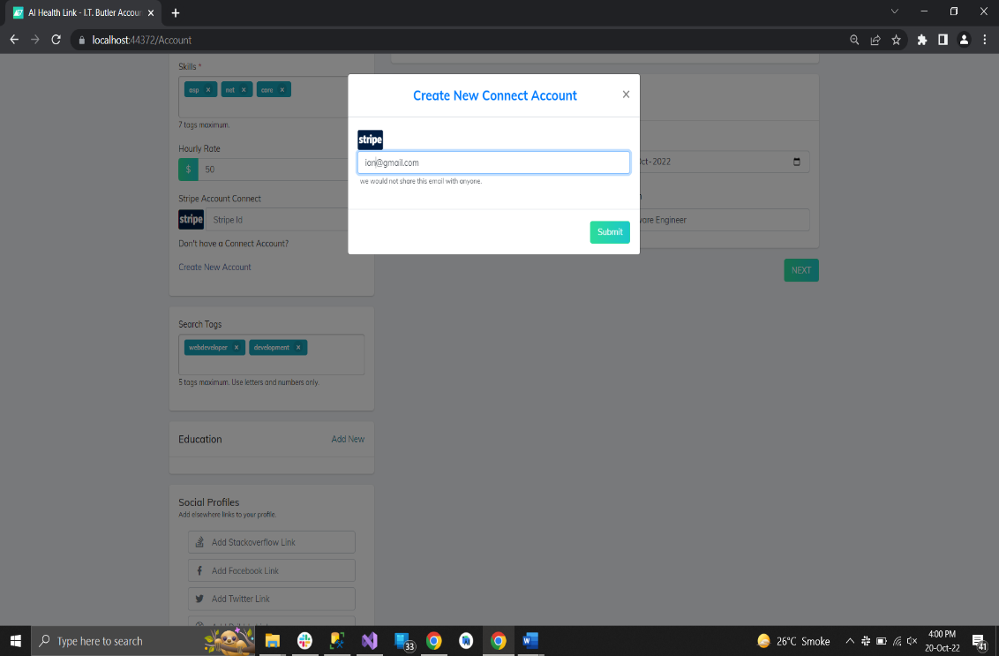 AI Health Link - I.T. Butler Accour
localhost:44372/Account
Skills *
asp x net x core x
7 tags maximum.
Hourly Rate
$ 50
Stripe Account Connect
stripe Stripe Id
Don't have a Connect Account?
Create New Account
Search Tags
webdeveloper x development x
5 tags maximum. Use letters and numbers only.
Education Add New
Social Profiles
Add elsewhere links to your profile.
Add Stackoverflow Link
Add Facebook Link
Add Twitter Link
Create New Connect Account
stripe
ian@gmail.com
we would not share this email with anyone.
Submit
ct-2022
are Engineer
NEXT
Type here to search
33
26°C Smoke
4:00 PM
20-Oct-22
41